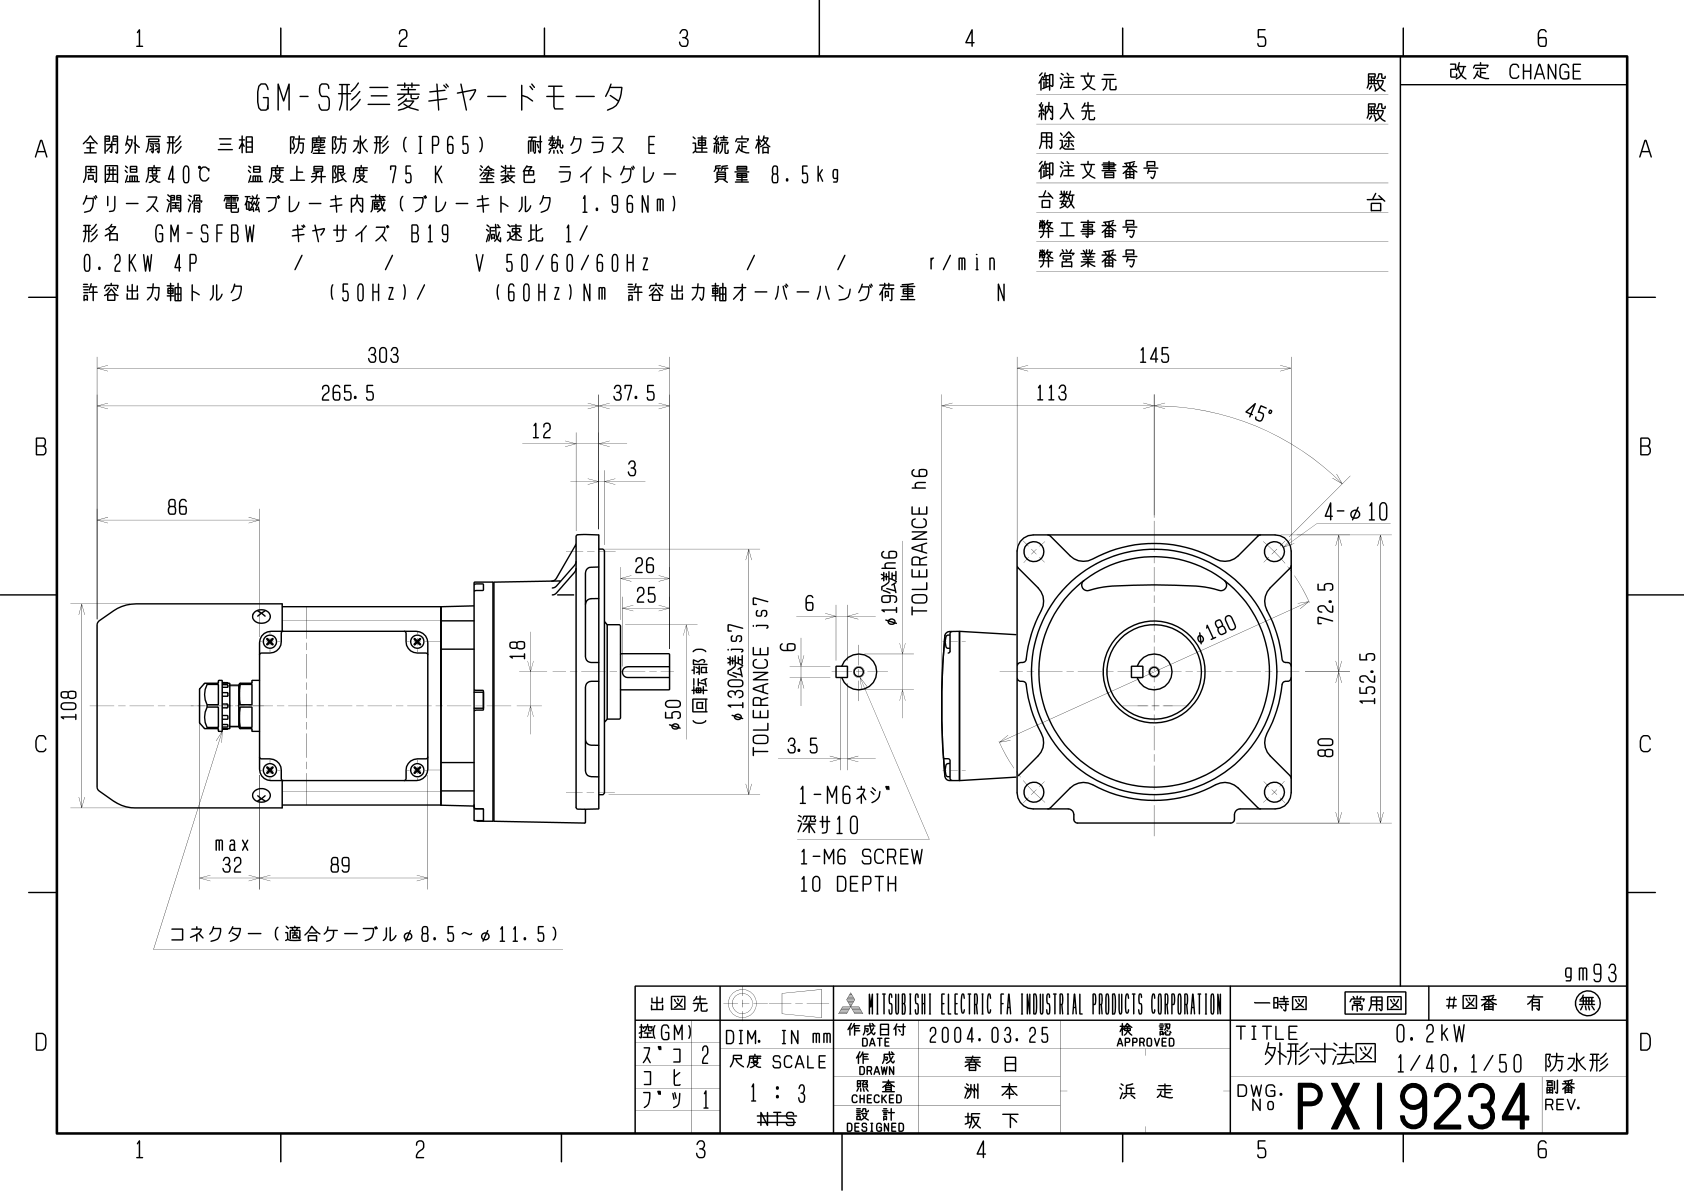 1 2 3 4 5 6
改定 CHANGE
GM-S形三菱ギヤードモータ
全閉外扇形 三相 防塵防水形(IP65) 耐熱クラス E 連続定格
周囲温度40℃ 温度上昇限度 75 K 塗装色 ライトグレー 質量 8.5kg
グリース潤滑 電磁ブレーキ内蔵(ブレーキトルク 1.96Nm)
形名 GM-SFBW ギヤサイズ B19 減速比 1/
0.2KW 4P / / V 50/60/60Hz / / r/min
許容出力軸トルク (50Hz)/ (60Hz)Nm 許容出力軸オーバーハング荷重 N
御注文元 殿
納入先 殿
用途
御注文書番号
台数 台
弊工事番号
弊営業番号
A A
B B
C C
D D
303
265.5 37.5
12
3
86
26
25
18
108
φ50
(回転部)
φ130公差js7
TOLERANCE js7
max
32
89
コネクター(適合ケーブルφ8.5~φ11.5)
6
6
3.5
φ19公差h6
TOLERANCE h6
1-M6ネジ
深サ10
1-M6 SCREW
10 DEPTH
145
113
45°
4-φ10
φ180
72.5
152.5
80
gm93
出図先
控(GM)
ズコ 2
コヒ
ブツ 1
DIM. IN mm
尺度 SCALE
1 : 3
NTS
MITSUBISHI ELECTRIC FA INDUSTRIAL PRODUCTS CORPORATION
作成日付
DATE
2004.03.25
検 認
APPROVED
作 成
DRAWN
春 日
照 査
CHECKED
洲 本
浜 走
設 計
DESIGNED
坂 下
一時図 常用図 #図番 有 無
TITLE
外形寸法図
0.2kW
1/40,1/50 防水形
DWG.
No
PX19234
副番
REV.
1 2 3 4 5 6